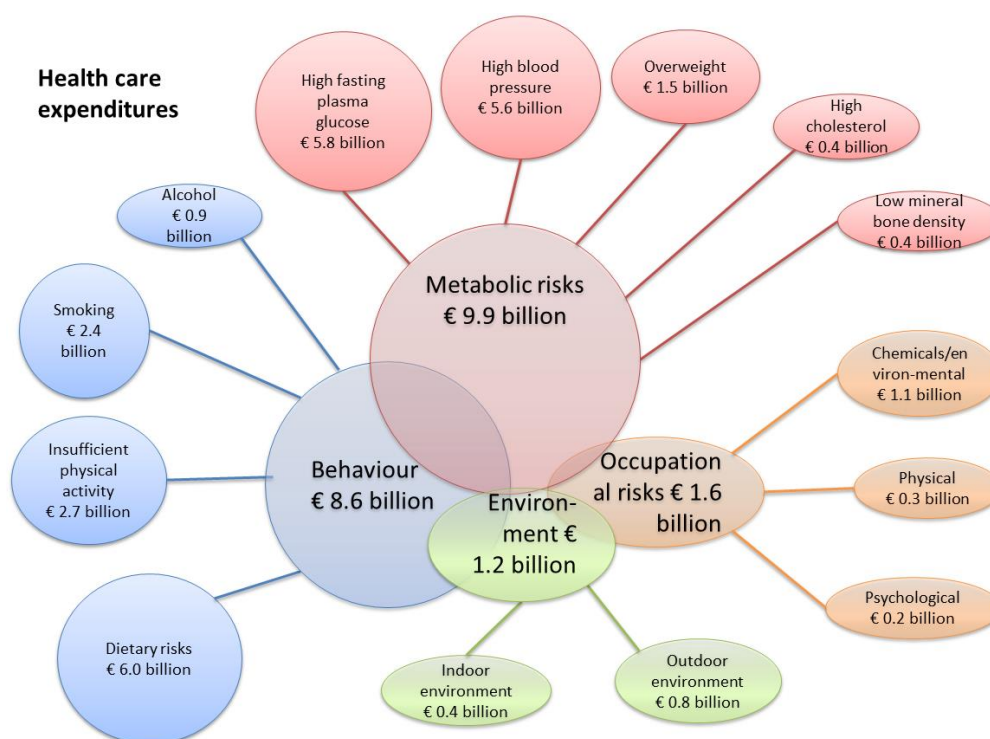 Health care
expenditures
High fasting
plasma
glucose
€ 5.8 billion
High blood
pressure
€ 5.6 billion
Overweight
€ 1.5 billion
High
cholesterol
€ 0.4 billion
Low mineral
bone density
€ 0.4 billion
Alcohol
€ 0.9
billion
Smoking
€ 2.4
billion
Insufficient
physical
activity
€ 2.7 billion
Dietary risks
€ 6.0 billion
Metabolic risks
€ 9.9 billion
Behaviour
€ 8.6 billion
Occupation
al risks € 1.6
billion
Environ-
ment €
1.2 billion
Chemicals/en
viron-mental
€ 1.1 billion
Physical
€ 0.3 billion
Psychological
€ 0.2 billion
Indoor
environment
€ 0.4 billion
Outdoor
environment
€ 0.8 billion